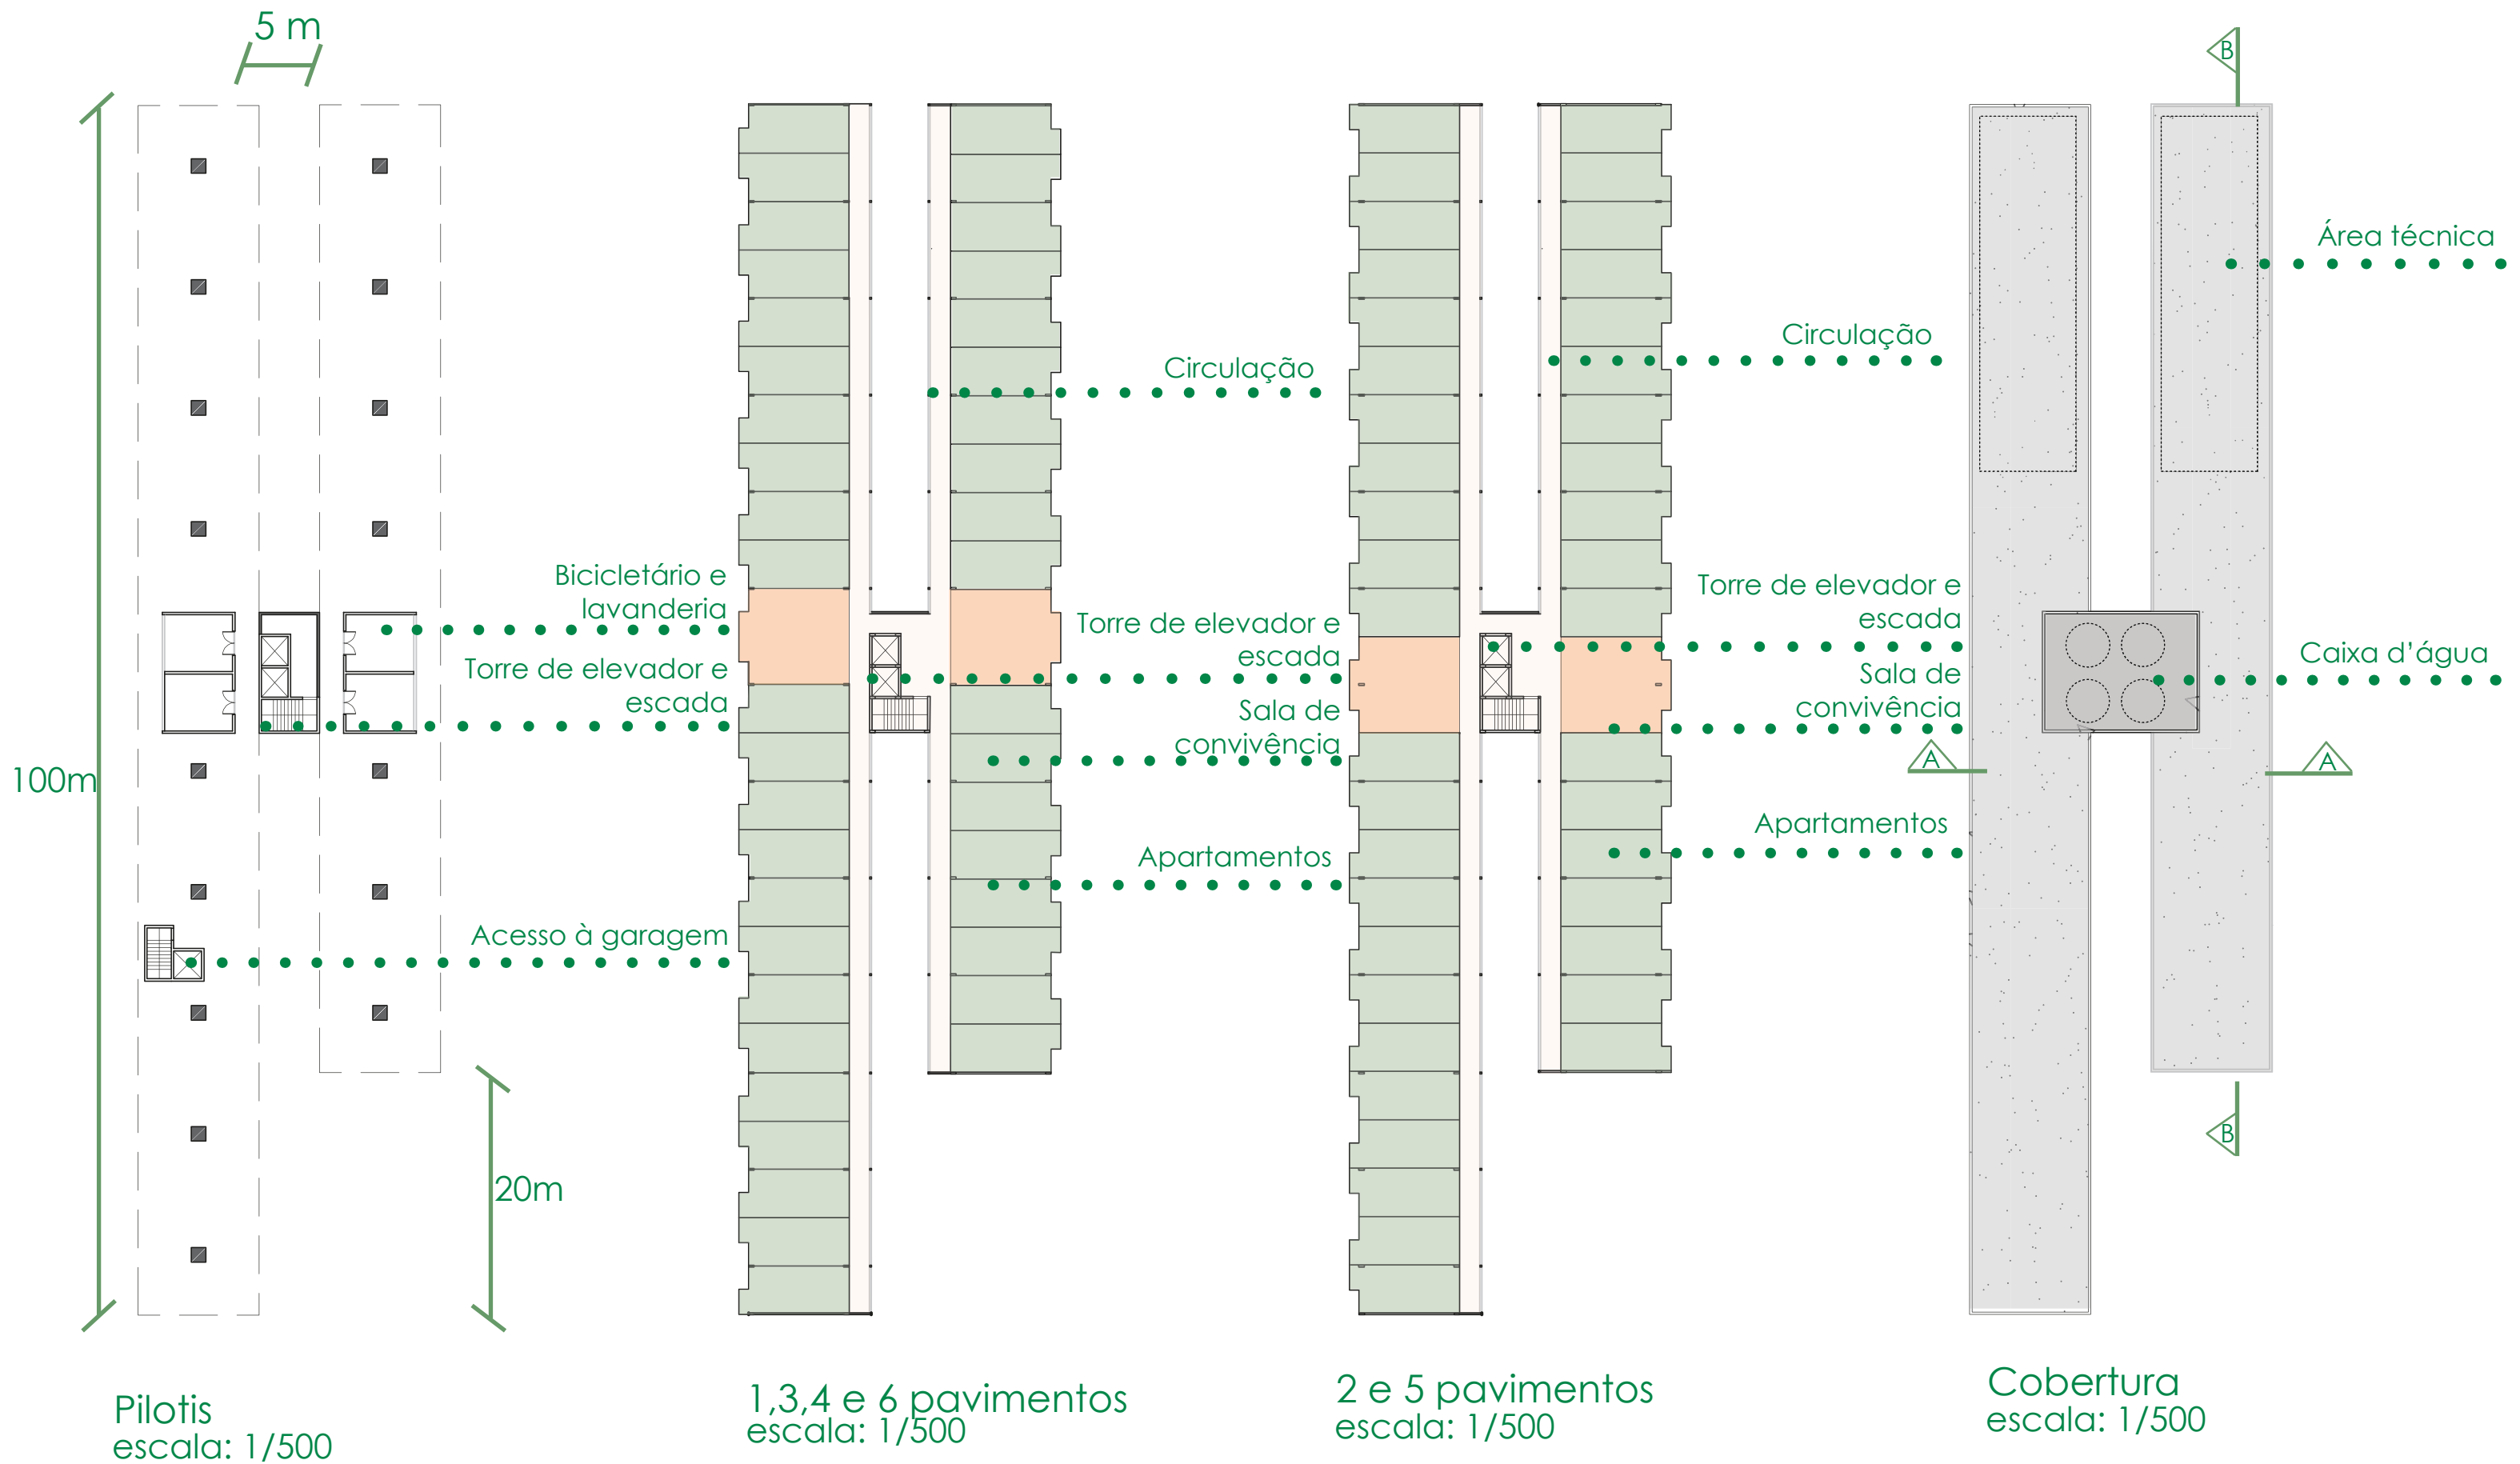 5 m
100m
20m
Bicicletário e
lavanderia
Torre de elevador e
escada
Acesso à garagem
Pilotis
escala: 1/500
Circulação
Torre de elevador e
escada
Sala de
convivência
Apartamentos
1,3,4 e 6 pavimentos
escala: 1/500
Circulação
Torre de elevador e
escada
Sala de
convivência
Apartamentos
2 e 5 pavimentos
escala: 1/500
B
Área técnica
Caixa d’água
A
A
B
Cobertura
escala: 1/500